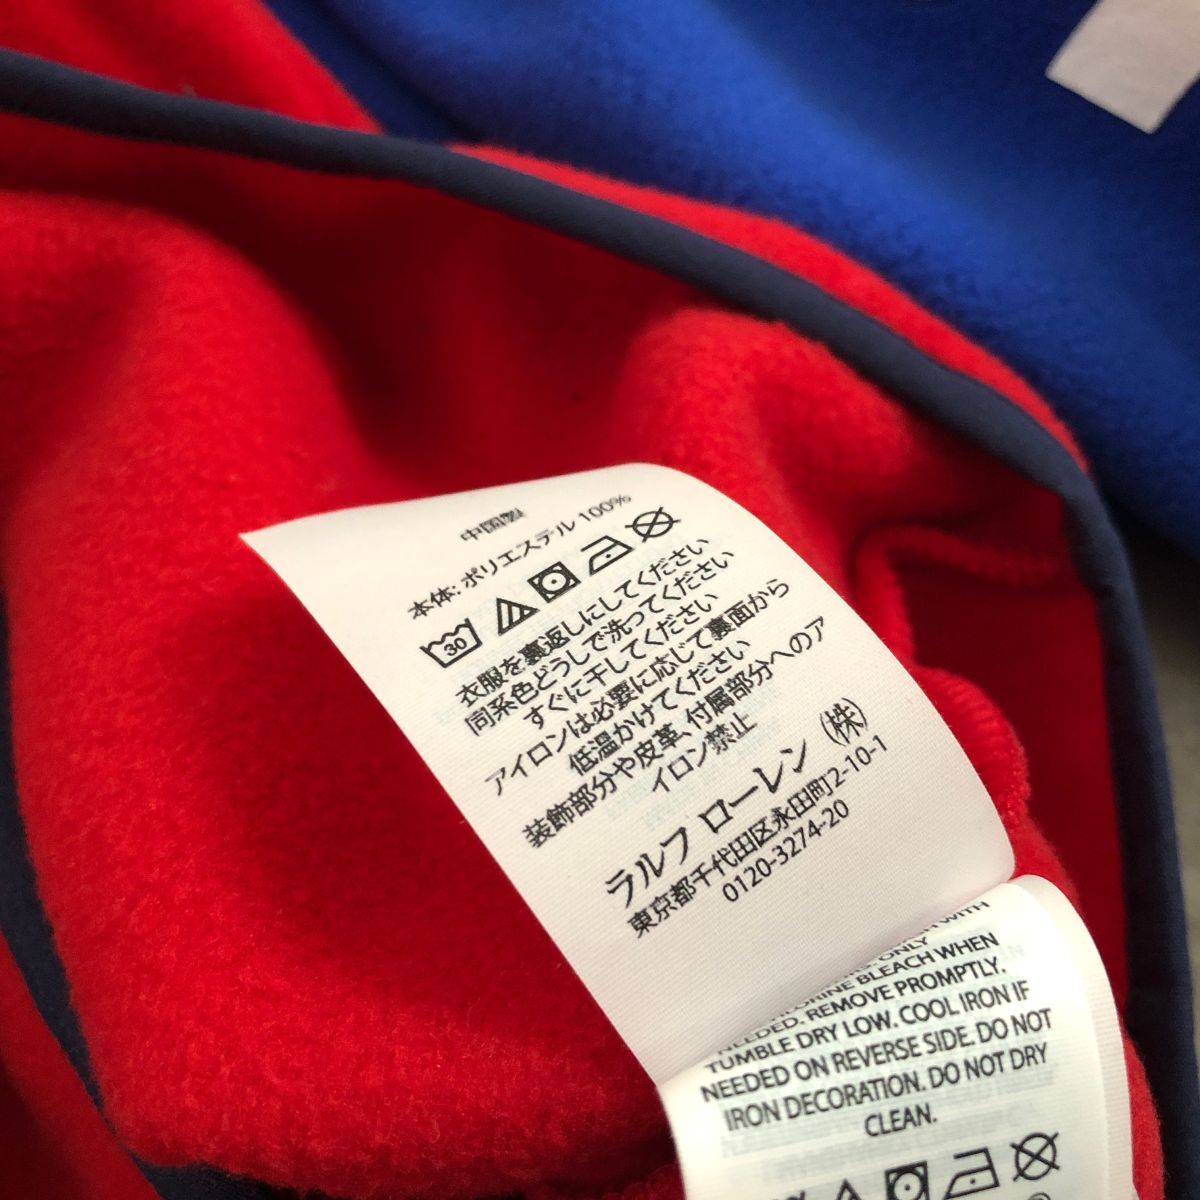 中国製
本体: ポリエステル 100%
30
衣服を裏返しにしてください
同系色どうしで洗ってください
すぐに干してください
アイロンは必要に応じて裏面から
低温かけてください
装飾部分や皮革、付属部分へのア
イロン禁止
ラルフ ローレン (株)
東京都千代田区永田町2-10-1
0120-3274-20
WITH
ONLY
BLEACH WHEN
NEEDED. REMOVE PROMPTLY.
TUMBLE DRY LOW. COOL IRON IF
NEEDED ON REVERSE SIDE. DO NOT
IRON DECORATION. DO NOT DRY
CLEAN.